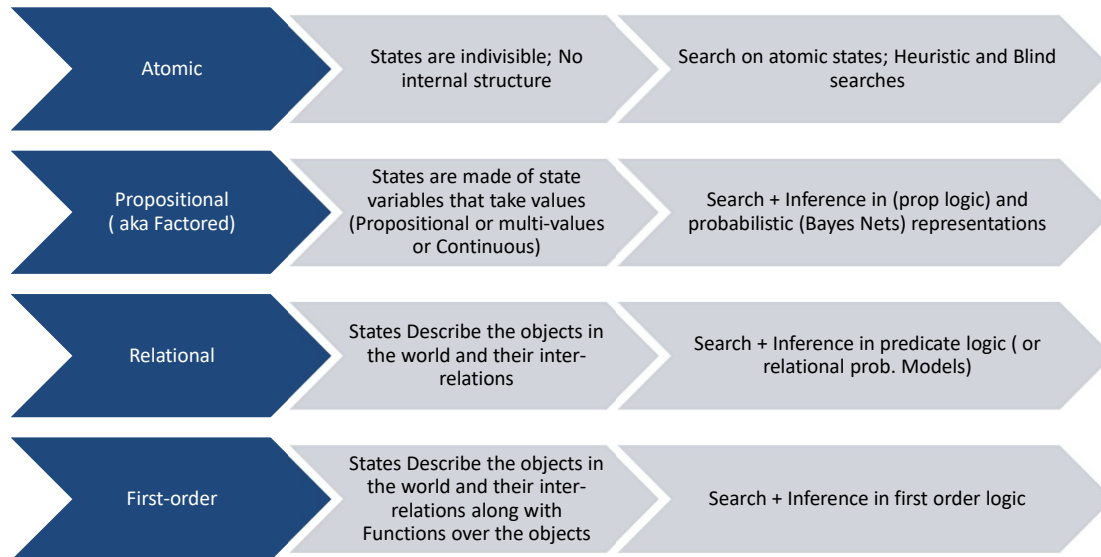 Atomic
States are indivisible; No
internal structure
Search on atomic states; Heuristic and Blind
searches
Propositional
( aka Factored)
States are made of state
variables that take values
(Propositional or multi-values
or Continuous)
Search + Inference in (prop logic) and
probabilistic (Bayes Nets) representations
Relational
States Describe the objects in
the world and their inter-
relations
Search + Inference in predicate logic ( or
relational prob. Models)
First-order
States Describe the objects in
the world and their inter-
relations along with
Functions over the objects
Search + Inference in first order logic